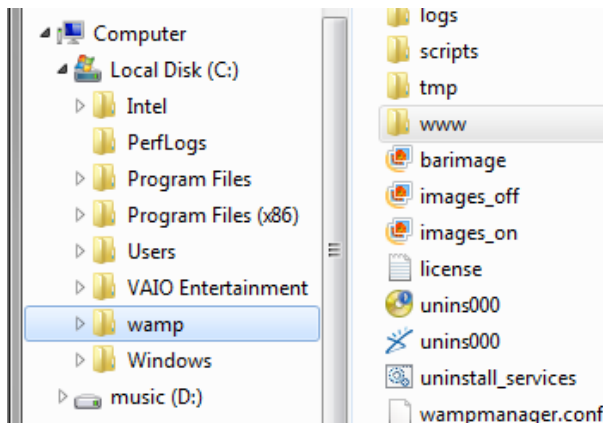 Computer
Local Disk (C:)
Intel
PerfLogs
Program Files
Program Files (x86)
Users
VAIO Entertainment
wamp
Windows
music (D:)
logs
scripts
tmp
www
barimage
images_off
images_on
license
unins000
unins000
uninstall_services
wampmanager.conf